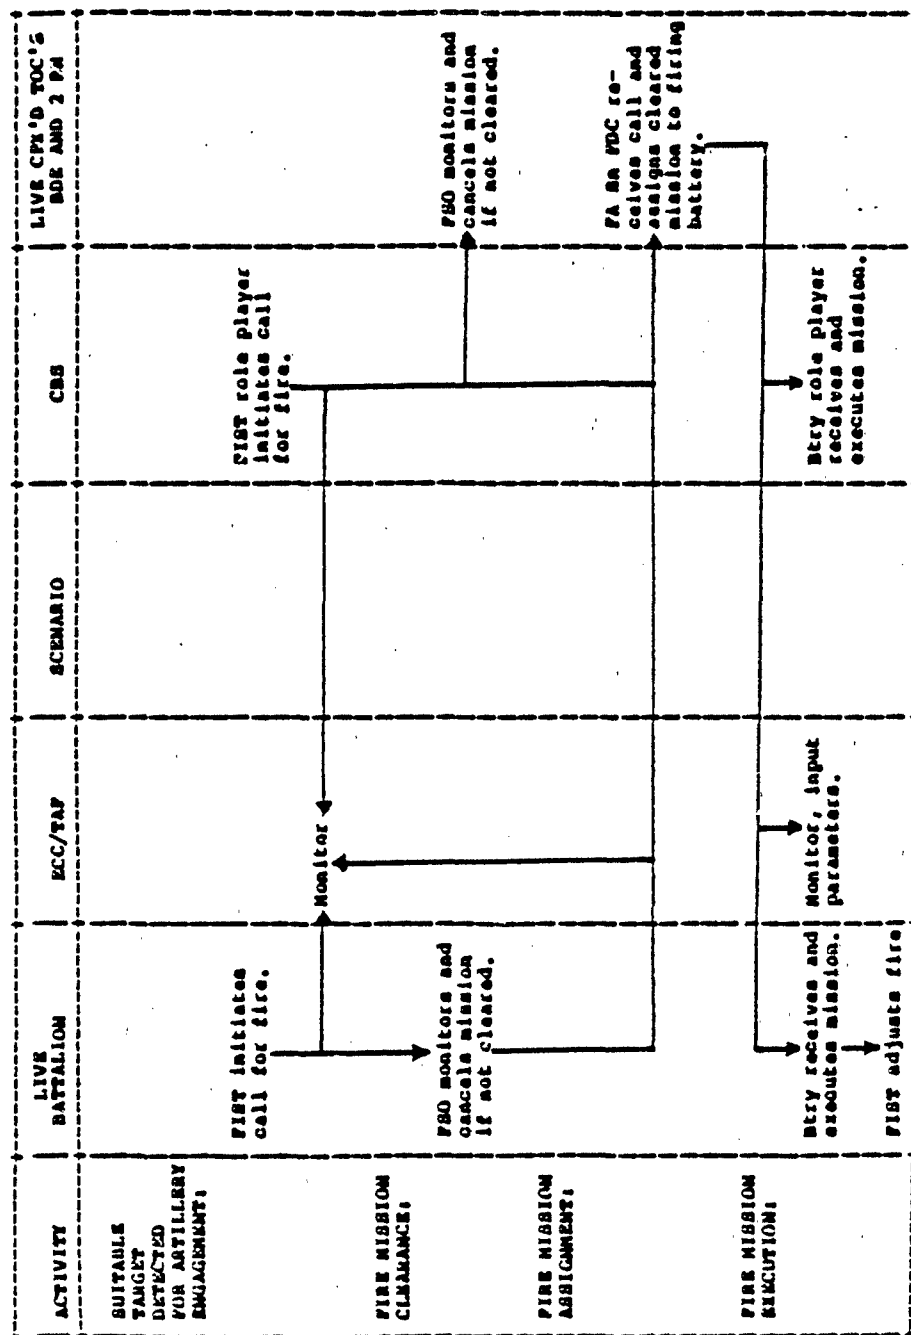 ACTIVITY
LIVE
BATTALION
ECC/TAF
SCENARIO
CBS
LIVE CPX'D TOC'S
BDE AND 2 BN
SUITABLE
TARGET
DETECTED
FOR ARTILLERY
ENGAGEMENT:
FIST initiates
call for fire.
Monitor
FIST role player
initiates call
for fire.
FIRE MISSION
CLEARANCE:
FSO monitors and
cancels mission
if not cleared.
FSO monitors and
cancels mission
if not cleared.
FIRE MISSION
ASSIGNMENT:
FA Bn FDC re-
ceives call and
assigns cleared
mission to firing
battery.
FIRE MISSION
EXECUTION:
Btry receives and
executes mission.
FIST adjusts fire
Monitor, input
parameters.
Btry role player
receives and
executes mission.